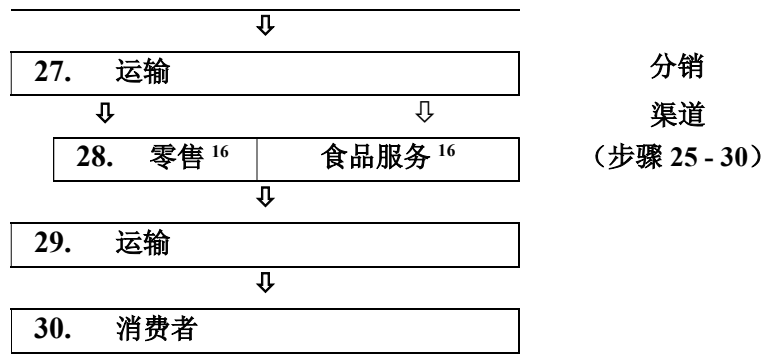 27. 运输
分销
渠道
28. 零售 16 食品服务 16
（步骤 25 - 30）
29. 运输
30. 消费者